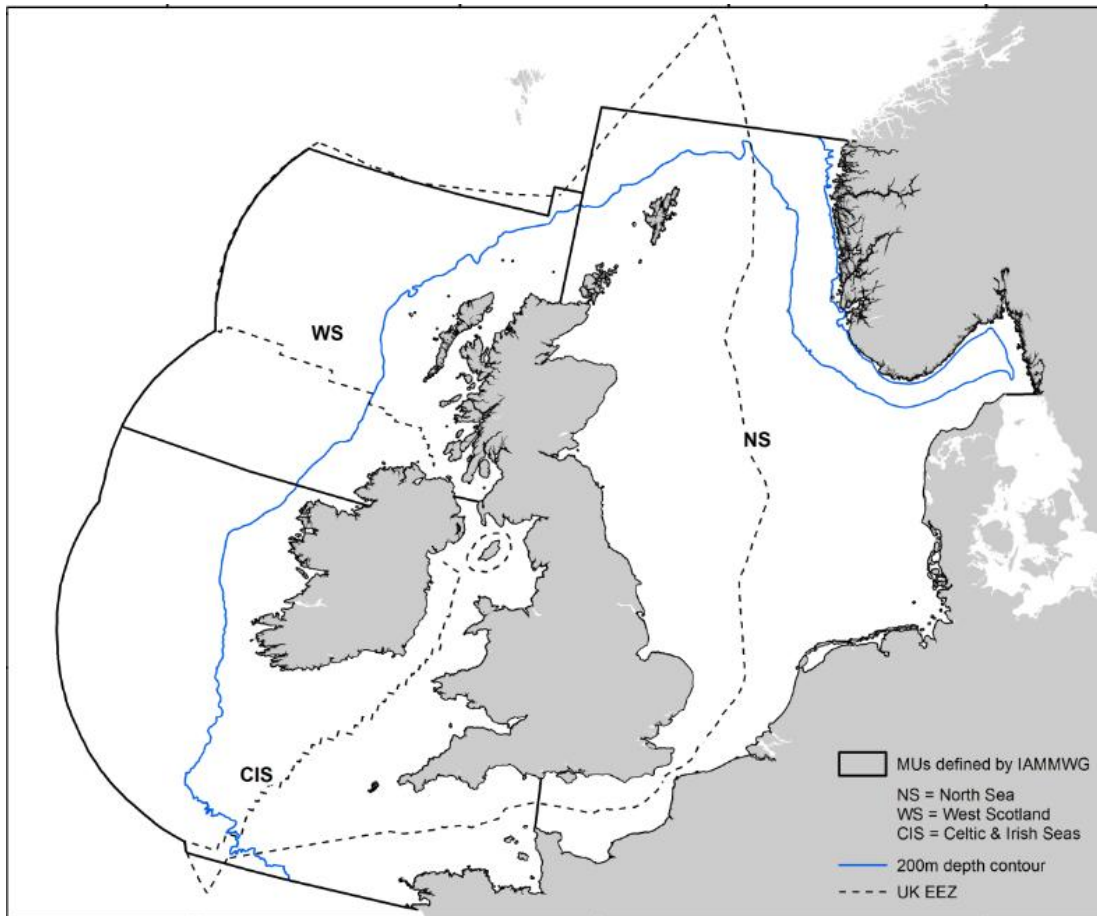 WS
NS
CIS
MUs defined by IAMMWG
NS = North Sea
WS = West Scotland
CIS = Celtic & Irish Seas
200m depth contour
UK EEZ